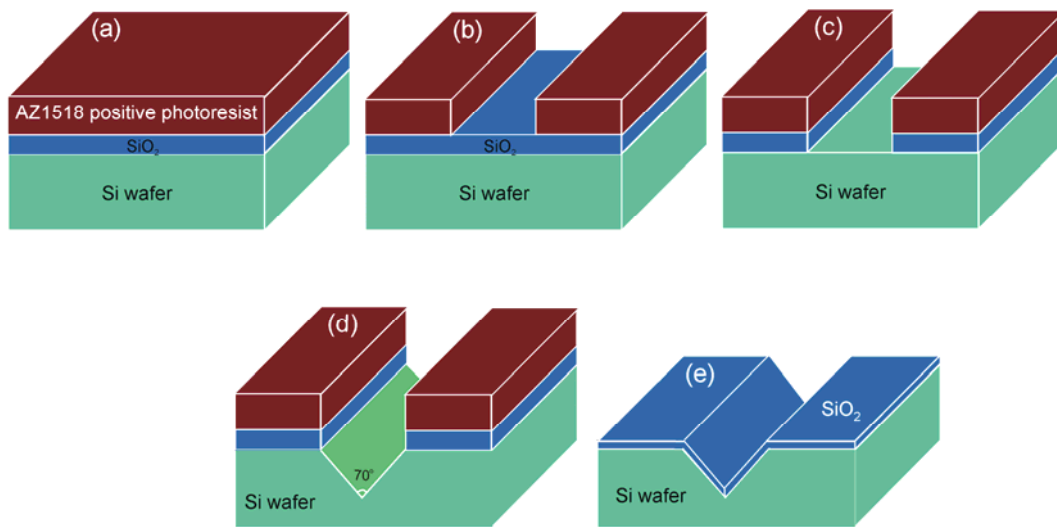 (a)
AZ1518 positive photoresist
SiO₂
Si wafer
(b)
SiO₂
Si wafer
(c)
Si wafer
(d)
70°
Si wafer
(e)
SiO₂
Si wafer